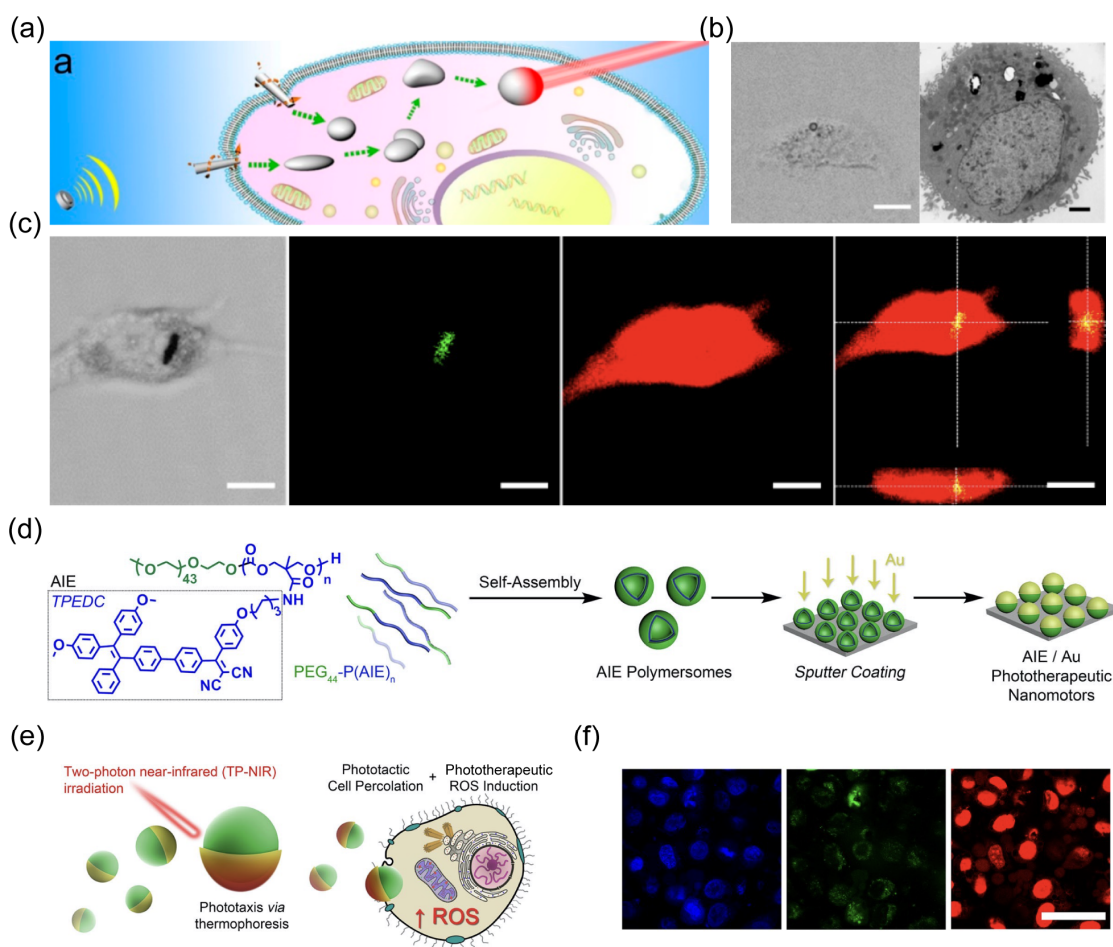 (a)
a
(b)
(c)
(d)
AIE
TPEDC
O
O
43
O
O
O
O
O
H
n
O
NH
O
3
O
O
CN
NC
PEG44-P(AIE)n
Self-Assembly
AIE Polymersomes
Au
Sputter Coating
AIE / Au
Phototherapeutic
Nanomotors
(e)
Two-photon near-infrared (TP-NIR)
irradiation
Phototaxis via
thermophoresis
Phototactic + Phototherapeutic
Cell Percolation ROS Induction
↑ ROS
(f)